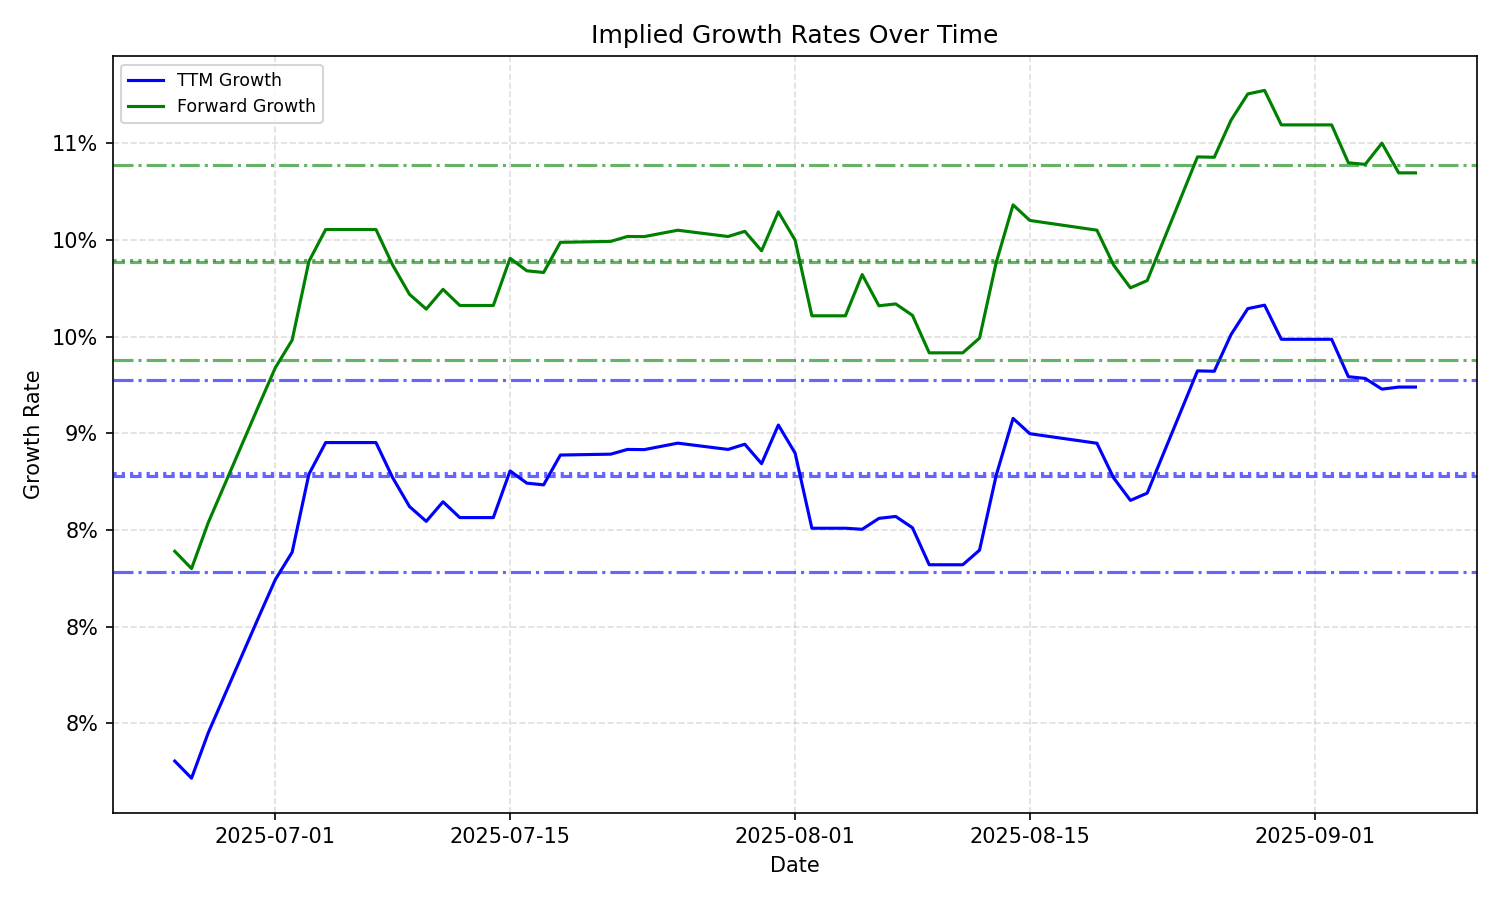 Implied Growth Rates Over Time
TTM Growth
Forward Growth
11%
10%
10%
9%
8%
8%
8%
Growth Rate
2025-07-01
2025-07-15
2025-08-01
2025-08-15
2025-09-01
Date